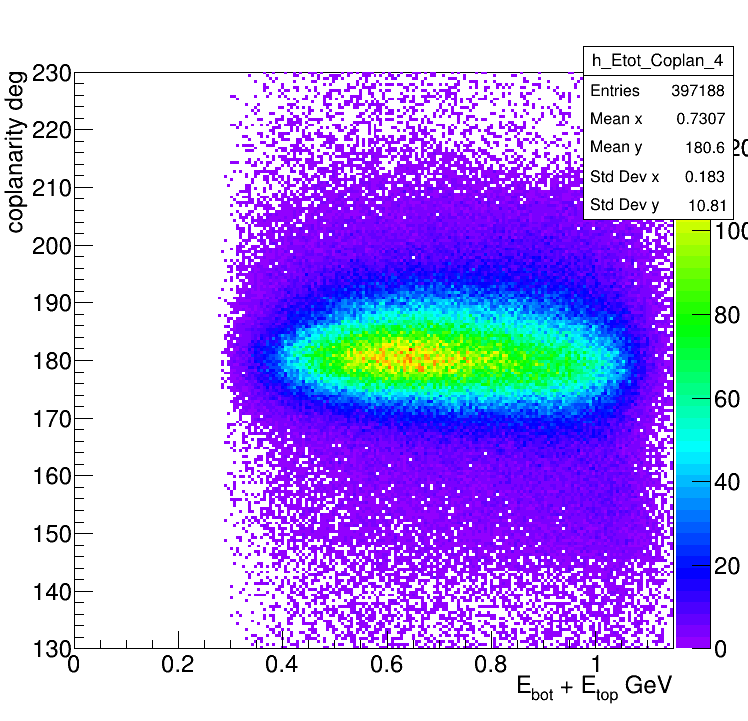 h_Etot_Coplan_4
Entries 397188
Mean x 0.7307
Mean y 180.6
Std Dev x 0.183
Std Dev y 10.81
coplanarity deg
230
220
210
200
190
180
170
160
150
140
130
0 0.2 0.4 0.6 0.8 1
E_bot + E_top GeV
100
80
60
40
20
0